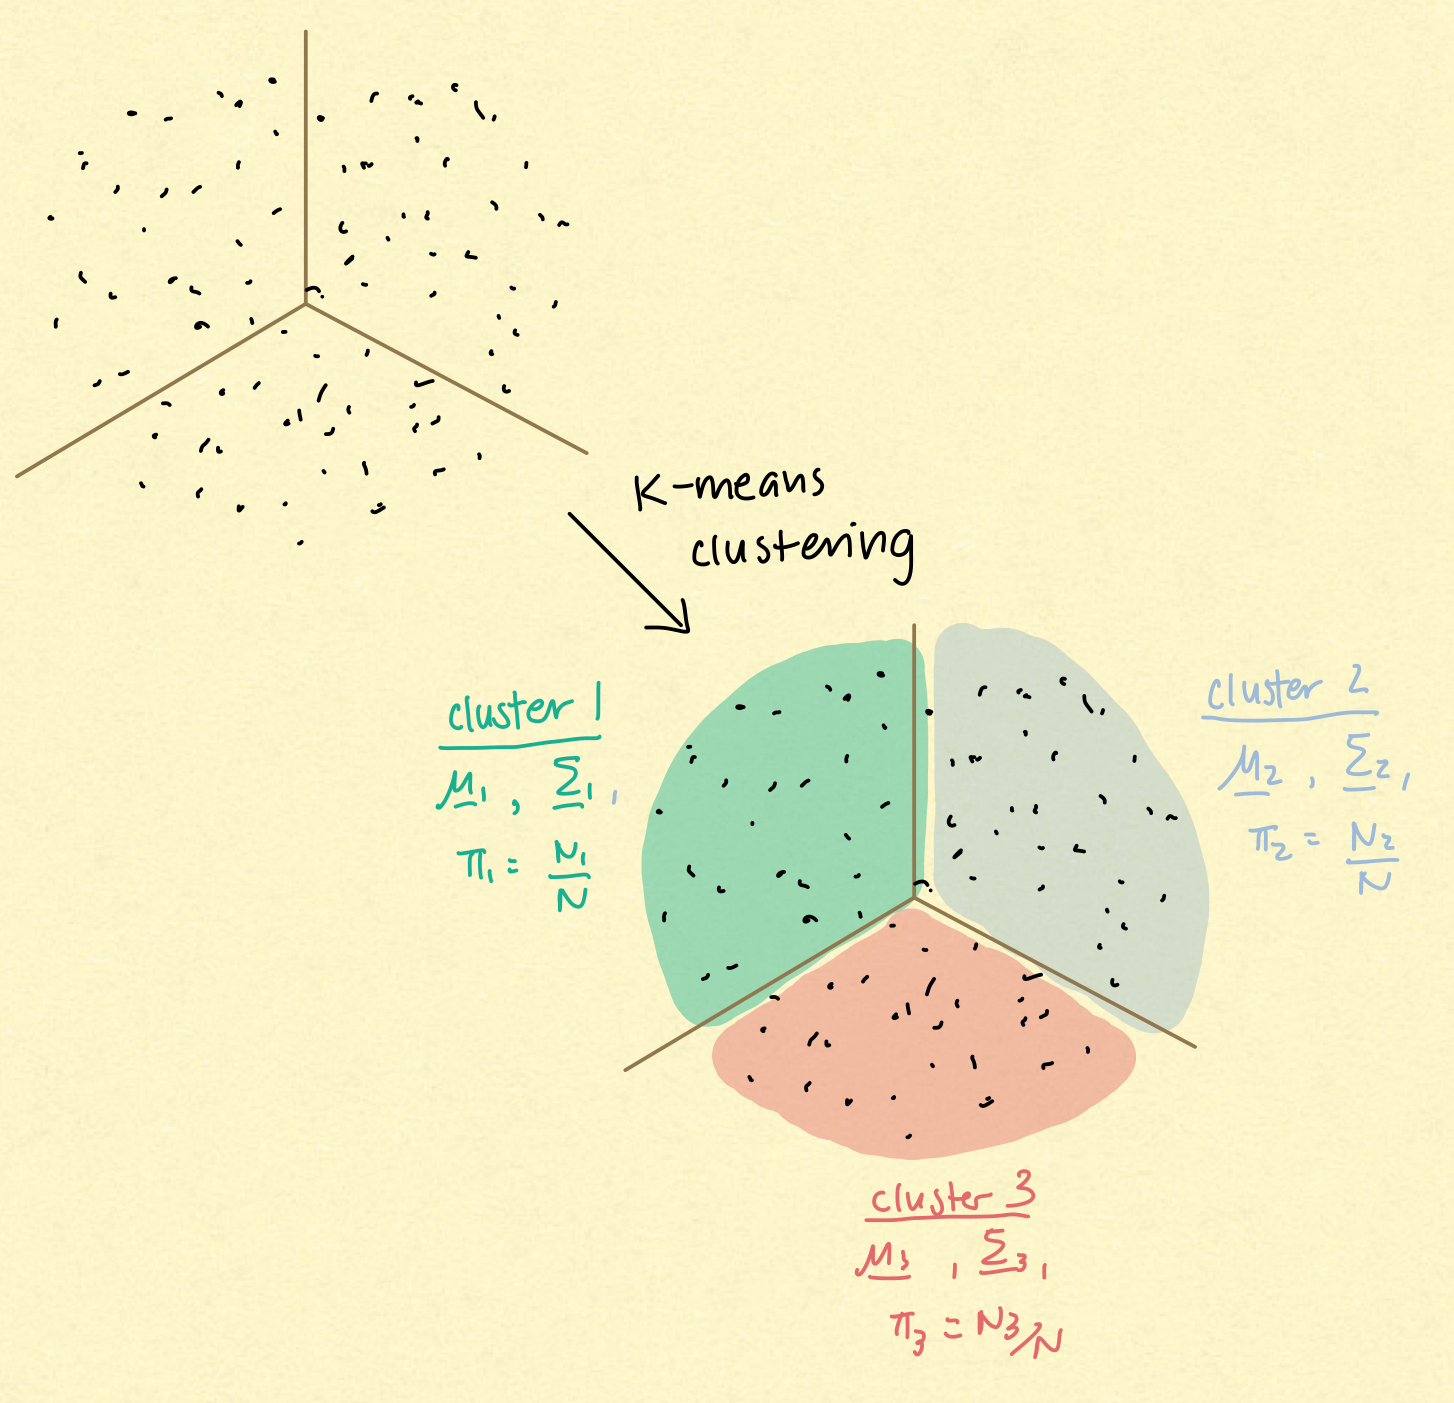 K-means
clustering
cluster 1
μ₁, Σ₁,
π₁ = N₁/N
cluster 2
μ₂, Σ₂,
π₂ = N₂/N
cluster 3
μ₃, Σ₃,
π₃ = N₃/N